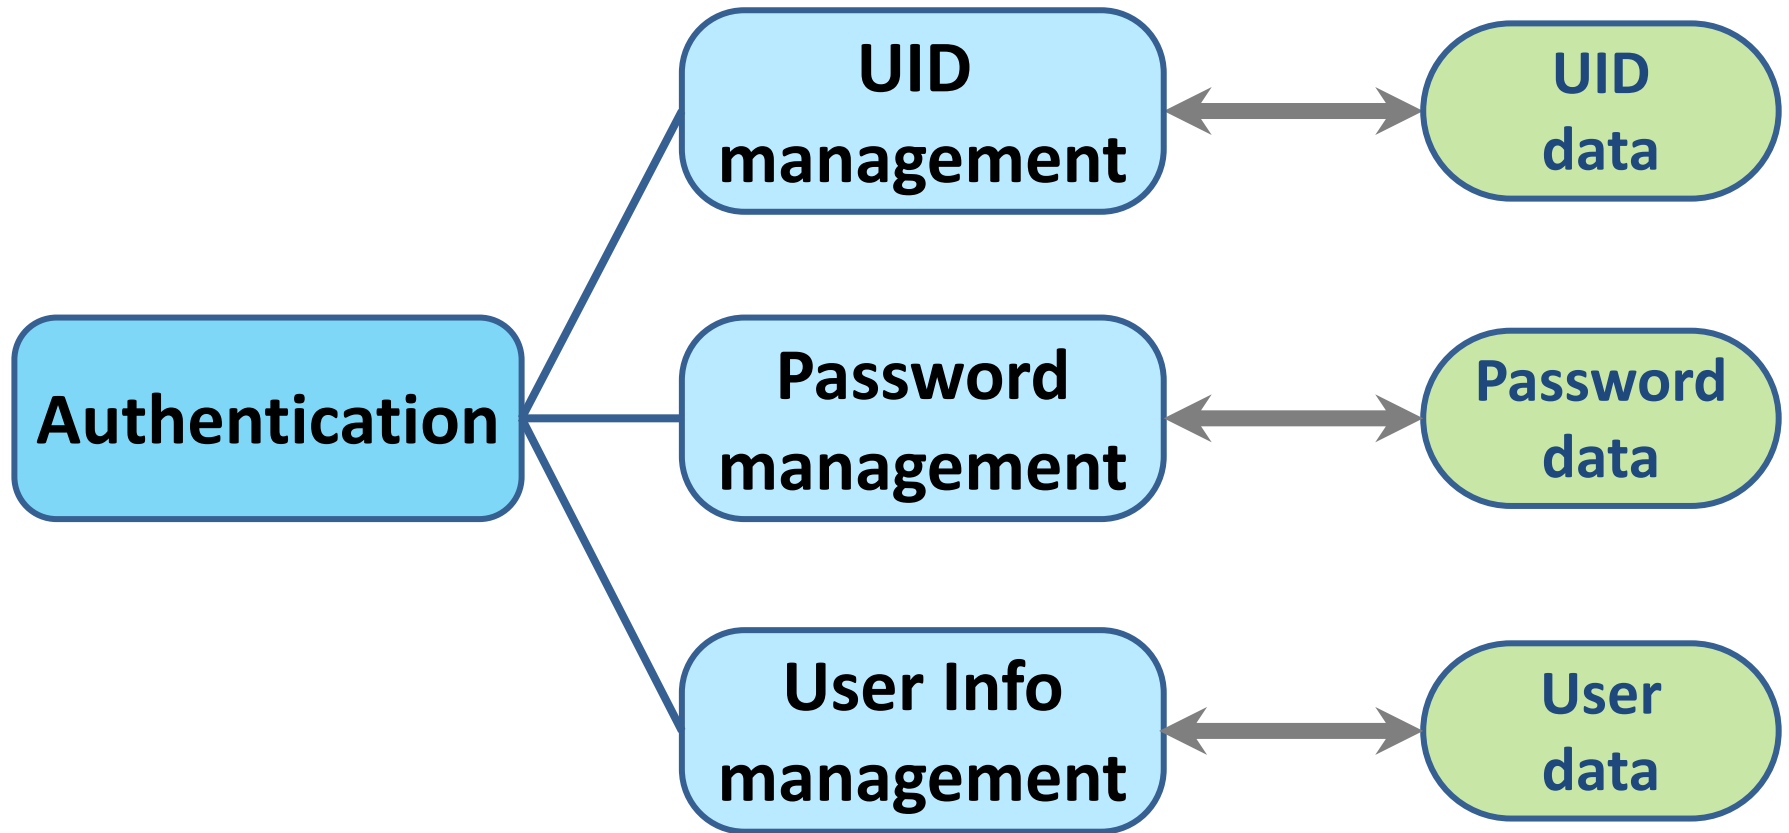 UID
management
UID
data
Authentication
Password
management
Password
data
User Info
management
User
data